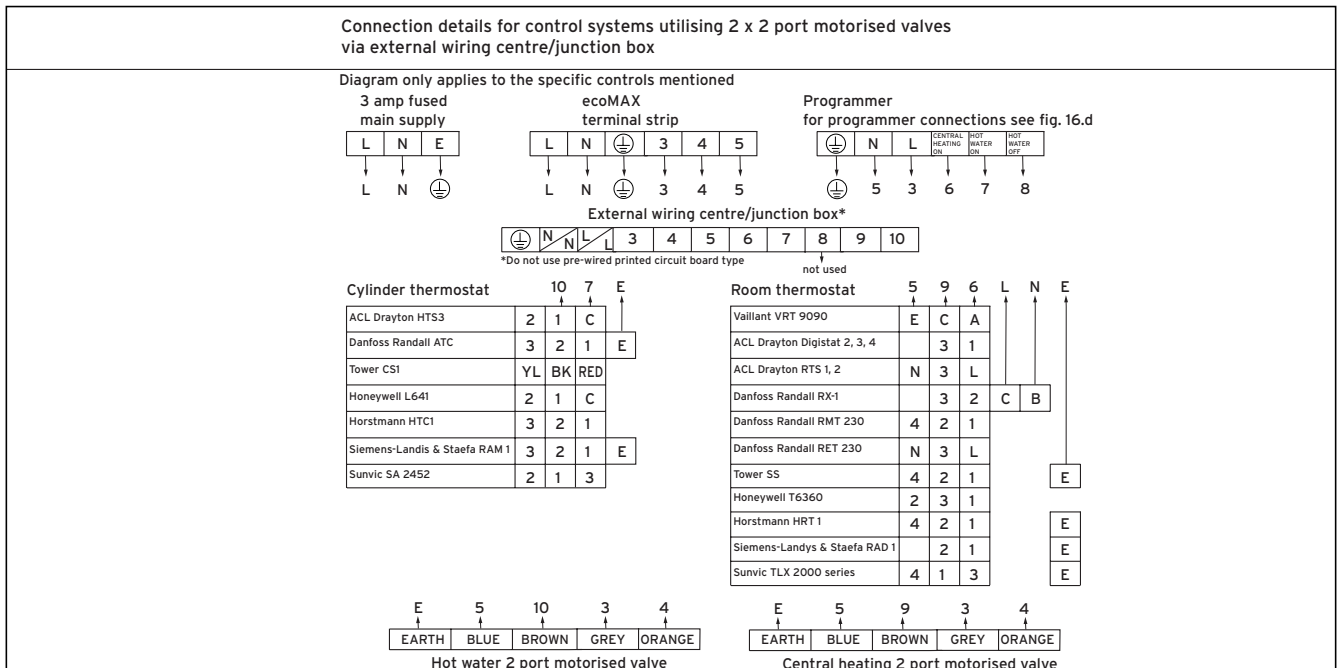 Connection details for control systems utilising 2 x 2 port motorised valves
via external wiring centre/junction box
Diagram only applies to the specific controls mentioned
3 amp fused
main supply
ecoMAX
terminal strip
Programmer
for programmer connections see fig. 16.d
L N E
L N 3 4 5
N L CENTRAL HEATING ON HOT WATER ON HOT WATER OFF
L N
L N 3 4 5
5 3 6 7 8
External wiring centre/junction box*
N N L L 3 4 5 6 7 8 9 10
*Do not use pre-wired printed circuit board type
not used
Cylinder thermostat 10 7 E
ACL Drayton HTS3 2 1 C
Danfoss Randall ATC 3 2 1 E
Tower CS1 YL BK RED
Honeywell L641 2 1 C
Horstmann HTC1 3 2 1
Siemens-Landis & Staefa RAM 1 3 2 1 E
Sunvic SA 2452 2 1 3
Room thermostat 5 9 6 L N E
Vaillant VRT 9090 E C A
ACL Drayton Digistat 2, 3, 4 3 1
ACL Drayton RTS 1, 2 N 3 L
Danfoss Randall RX-1 3 2 C B
Danfoss Randall RMT 230 4 2 1
Danfoss Randall RET 230 N 3 L
Tower SS 4 2 1 E
Honeywell T6360 2 3 1
Horstmann HRT 1 4 2 1 E
Siemens-Landys & Staefa RAD 1 2 1 E
Sunvic TLX 2000 series 4 1 3 E
E 5 10 3 4
EARTH BLUE BROWN GREY ORANGE
Hot water 2 port motorised valve
E 5 9 3 4
EARTH BLUE BROWN GREY ORANGE
Central heating 2 port motorised valve